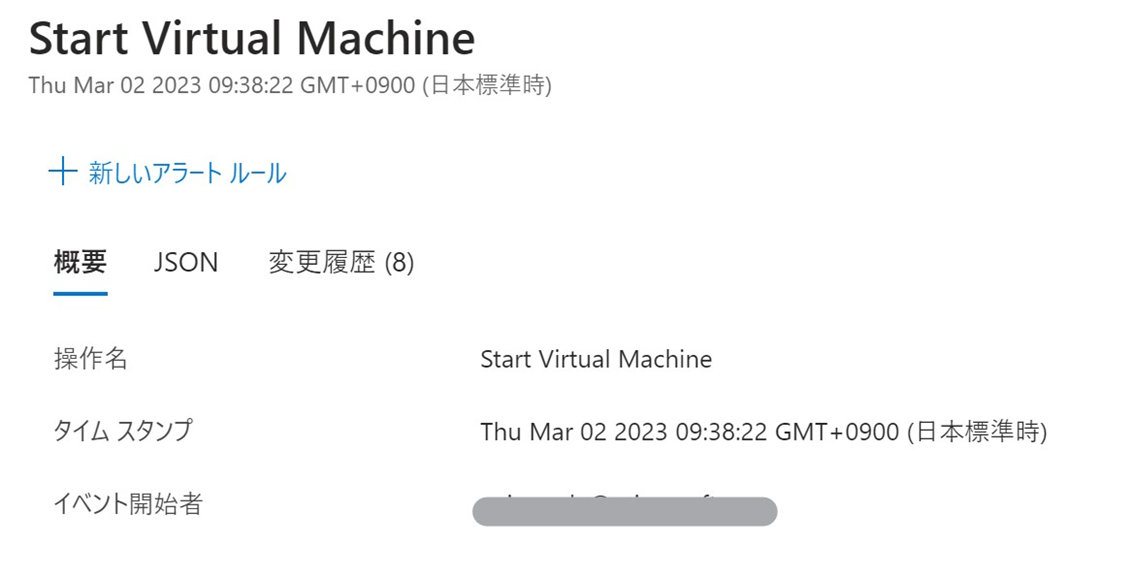 Start Virtual Machine
Thu Mar 02 2023 09:38:22 GMT+0900 (日本標準時)
新しいアラート ルール
概要 JSON 変更履歴 (8)
操作名 Start Virtual Machine
タイム スタンプ Thu Mar 02 2023 09:38:22 GMT+0900 (日本標準時)
イベント開始者